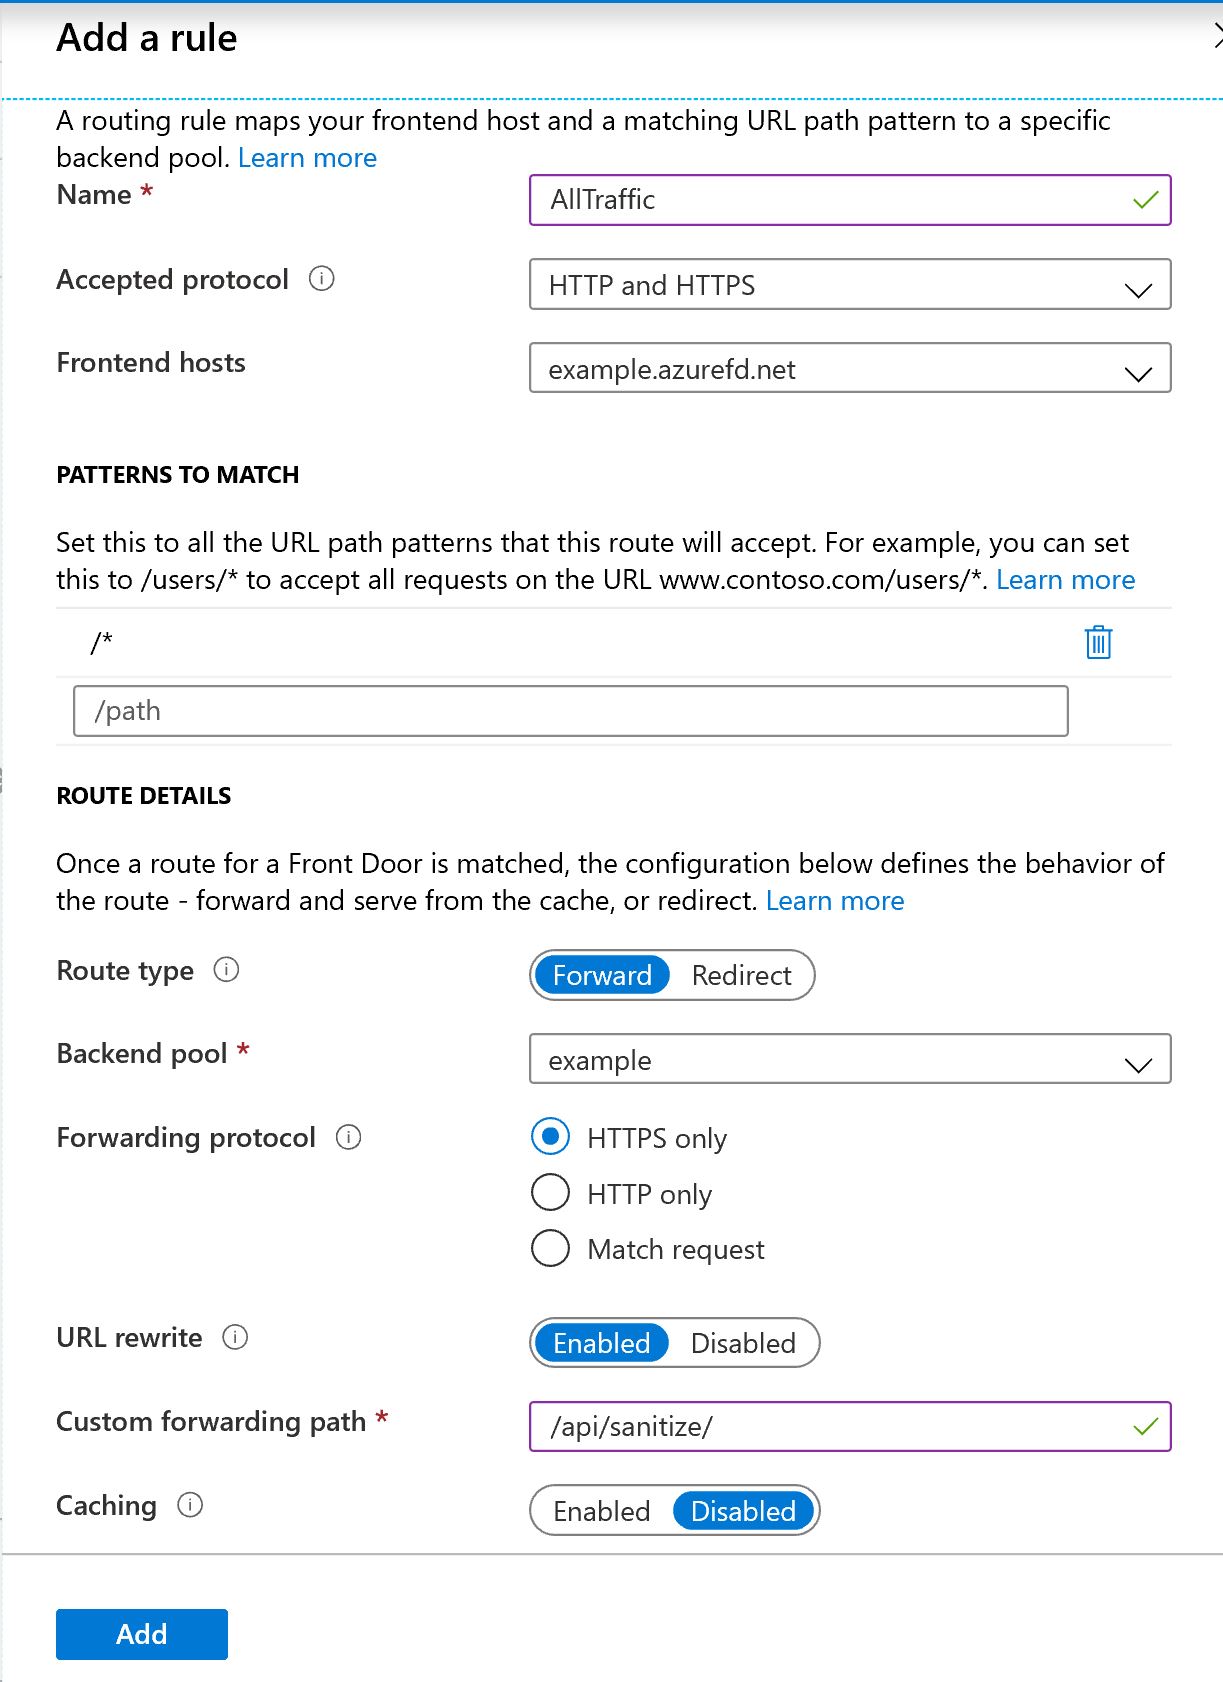 Add a rule
A routing rule maps your frontend host and a matching URL path pattern to a specific
backend pool. Learn more
Name *
AllTraffic
Accepted protocol
HTTP and HTTPS
Frontend hosts
example.azurefd.net
PATTERNS TO MATCH
Set this to all the URL path patterns that this route will accept. For example, you can set
this to /users/* to accept all requests on the URL www.contoso.com/users/*. Learn more
/*
/path
ROUTE DETAILS
Once a route for a Front Door is matched, the configuration below defines the behavior of
the route - forward and serve from the cache, or redirect. Learn more
Route type
Forward Redirect
Backend pool *
example
Forwarding protocol
HTTPS only
HTTP only
Match request
URL rewrite
Enabled Disabled
Custom forwarding path *
/api/sanitize/
Caching
Enabled Disabled
Add